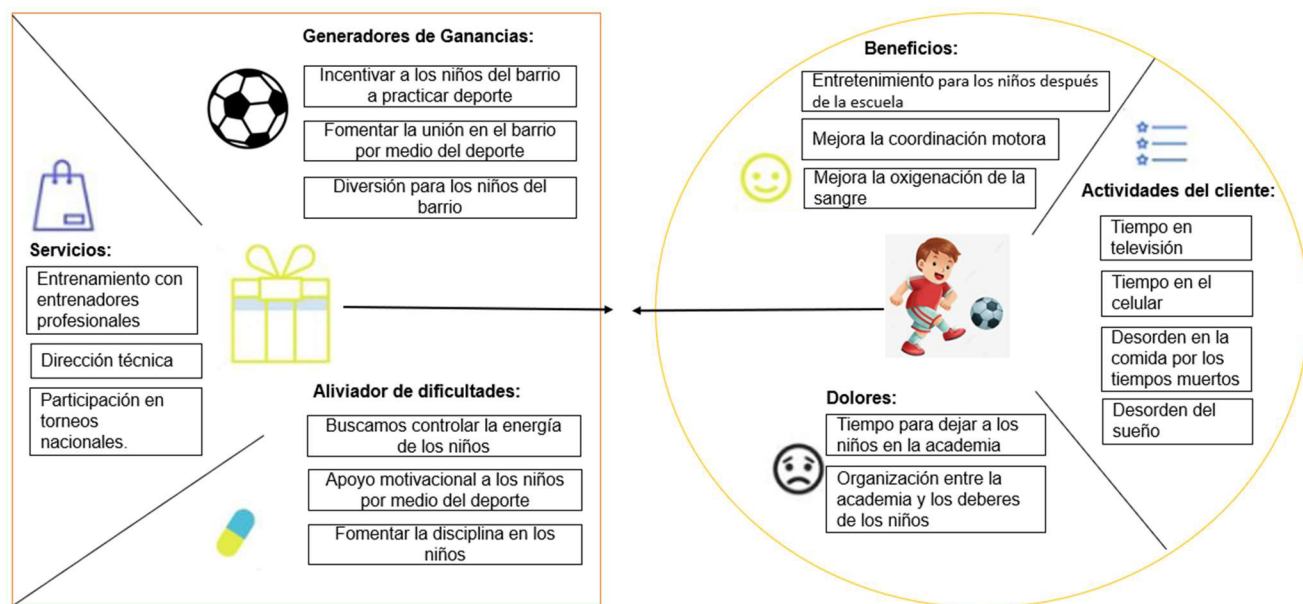 Generadores de Ganancias:
Incentivar a los niños del barrio
a practicar deporte
Fomentar la unión en el barrio
por medio del deporte
Diversión para los niños del
barrio
Servicios:
Entrenamiento con
entrenadores
profesionales
Dirección técnica
Participación en
torneos
nacionales.
Aliviador de dificultades:
Buscamos controlar la energía
de los niños
Apoyo motivacional a los niños
por medio del deporte
Fomentar la disciplina en los
niños
Beneficios:
Entretenimiento para los niños después
de la escuela
Mejora la coordinación motora
Mejora la oxigenación de la
sangre
Actividades del cliente:
Tiempo en
televisión
Tiempo en el
celular
Desorden en la
comida por los
tiempos muertos
Desorden del
sueño
Dolores:
Tiempo para dejar a los
niños en la academia
Organización entre la
academia y los deberes
de los niños